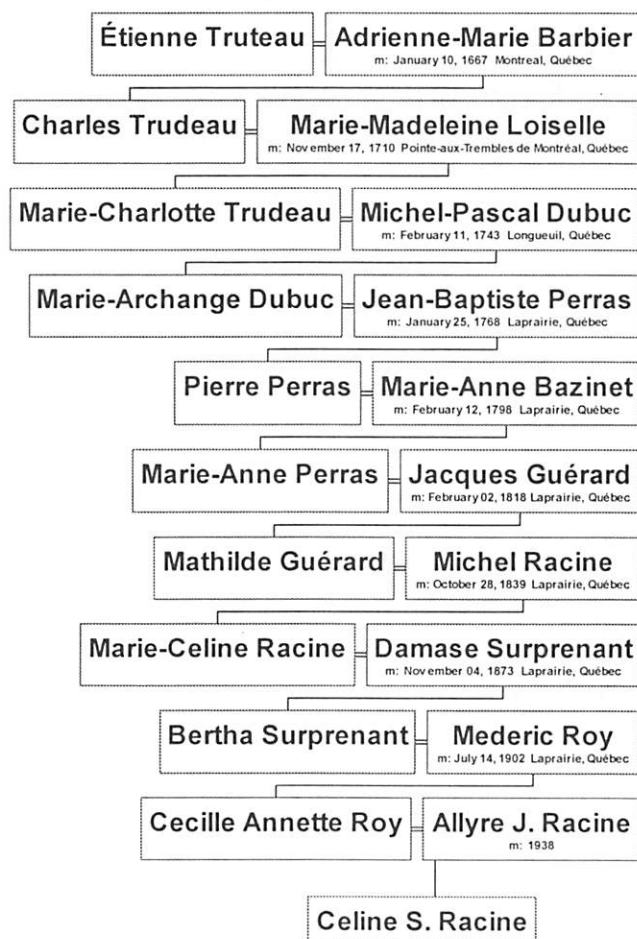 Étienne Truteau
Adrienne-Marie Barbier
m: January 10, 1667 Montreal, Québec
Charles Trudeau
Marie-Madeleine Loiselle
m: November 17, 1710 Pointe-aux-Trembles de Montréal, Québec
Marie-Charlotte Trudeau
Michel-Pascal Dubuc
m: February 11, 1743 Longueuil, Québec
Marie-Archange Dubuc
Jean-Baptiste Perras
m: January 25, 1768 Laprairie, Québec
Pierre Perras
Marie-Anne Bazinet
m: February 12, 1798 Laprairie, Québec
Marie-Anne Perras
Jacques Guérard
m: February 02, 1818 Laprairie, Québec
Mathilde Guérard
Michel Racine
m: October 28, 1839 Laprairie, Québec
Marie-Celine Racine
Damase Surprenant
m: November 04, 1873 Laprairie, Québec
Bertha Surprenant
Mederic Roy
m: July 14, 1902 Laprairie, Québec
Cecille Annette Roy
Allyre J. Racine
m: 1938
Celine S. Racine